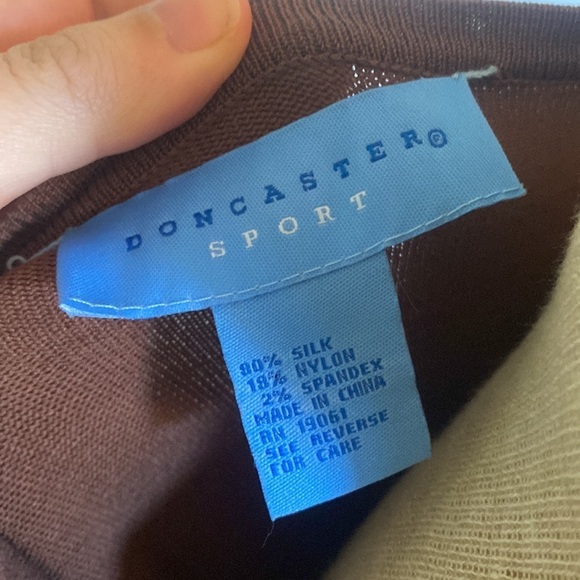 DONCASTER®
SPORT
80% SILK
18% NYLON
2% SPANDEX
MADE IN CHINA
RN 19061
SEE REVERSE
FOR CARE